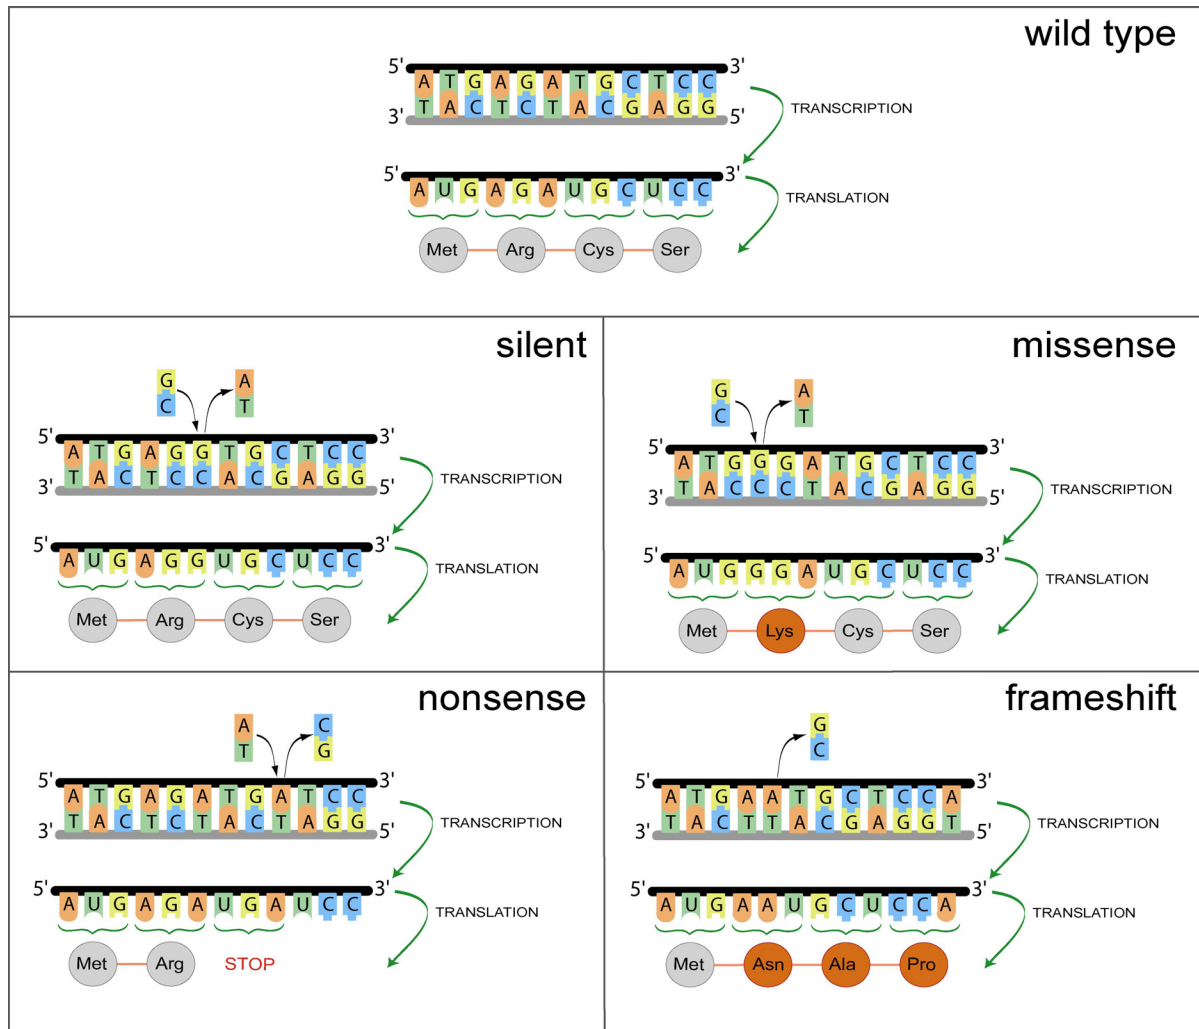 wild type
5' A T G A G A T G C T C C 3'
3' T A C T C T A C G A G G 5'
TRANSCRIPTION
5' A U G A G A U G C U C C 3'
TRANSLATION
Met Arg Cys Ser
silent
G A
C T
5' A T G A G G T G C T C C 3'
3' T A C T C C A C G A G G 5'
TRANSCRIPTION
5' A U G A G G U G C U C C 3'
TRANSLATION
Met Arg Cys Ser
missense
G A
C T
5' A T G G G A T G C T C C 3'
3' T A C C C T A C G A G G 5'
TRANSCRIPTION
5' A U G G G A U G C U C C 3'
TRANSLATION
Met Lys Cys Ser
nonsense
A C
T G
5' A T G A G A T G A T C C 3'
3' T A C T C T A C T A G G 5'
TRANSCRIPTION
5' A U G A G A U G A U C C 3'
TRANSLATION
Met Arg STOP
frameshift
G
C
5' A T G A A T G C T C C A 3'
3' T A C T T A C G A G G T 5'
TRANSCRIPTION
5' A U G A A U G C U C C A 3'
TRANSLATION
Met Asn Ala Pro